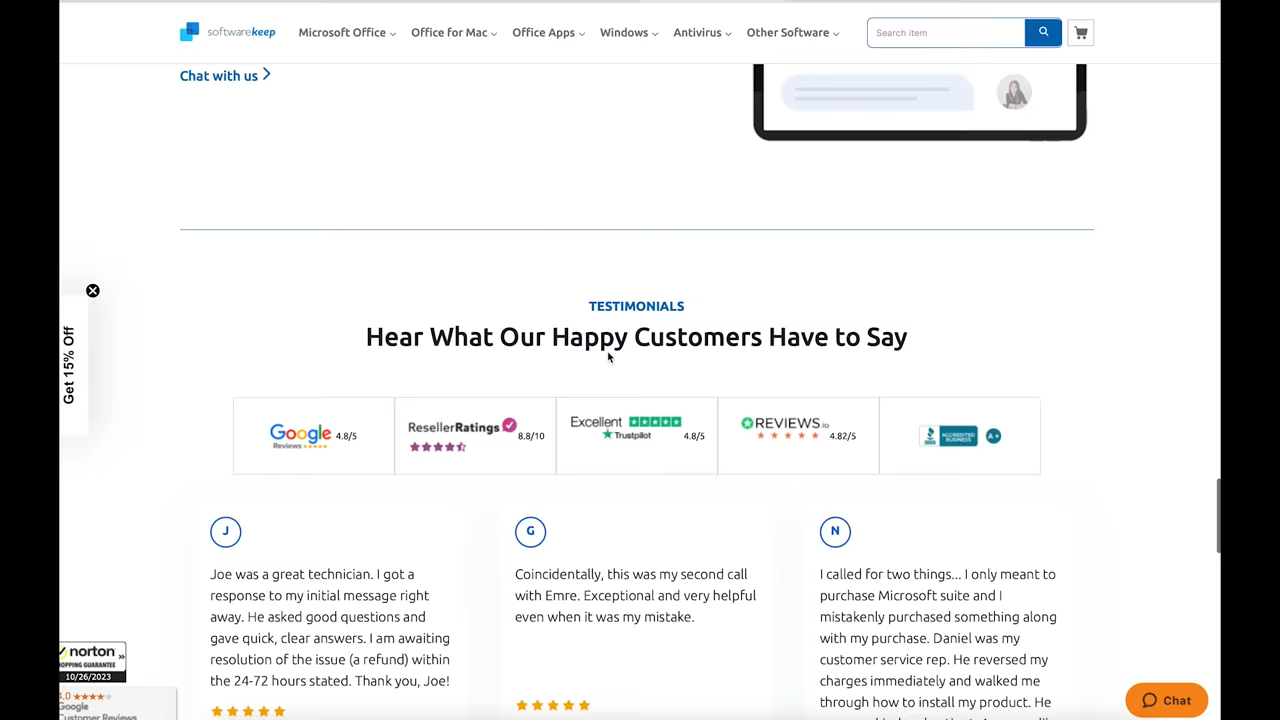 softwarekeep
Microsoft Office
Office for Mac
Office Apps
Windows
Antivirus
Other Software
Search item
Chat with us
Get 15% Off
TESTIMONIALS
Hear What Our Happy Customers Have to Say
Google
Reviews
4.8/5
ResellerRatings
8.8/10
Excellent
Trustpilot
4.8/5
REVIEWS.io
4.82/5
ACCREDITED
BUSINESS
A+
J
Joe was a great technician. I got a
response to my initial message right
away. He asked good questions and
gave quick, clear answers. I am awaiting
resolution of the issue (a refund) within
the 24-72 hours stated. Thank you, Joe!
G
Coincidentally, this was my second call
with Emre. Exceptional and very helpful
even when it was my mistake.
N
I called for two things... I only meant to
purchase Microsoft suite and I
mistakenly purchased something along
with my purchase. Daniel was my
customer service rep. He reversed my
charges immediately and walked me
through how to install my product. He
norton
SHOPPING GUARANTEE
10/26/2023
4.0
Google
Customer Reviews
Chat